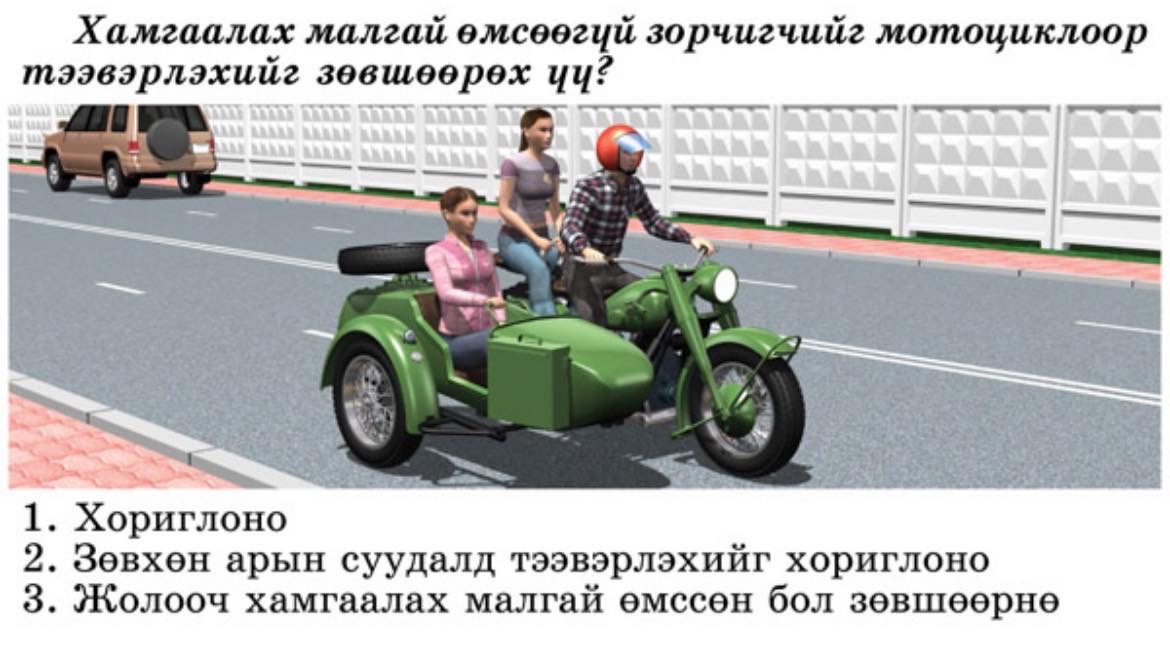 Хамгаалах малгай өмсөөгүй зорчигчийг мотоциклоор
тээвэрлэхийг зөвшөөрөх үү?
1. Хориглоно
2. Зөвхөн арын суудалд тээвэрлэхийг хориглоно
3. Жолооч хамгаалах малгай өмссөн бол зөвшөөрнө